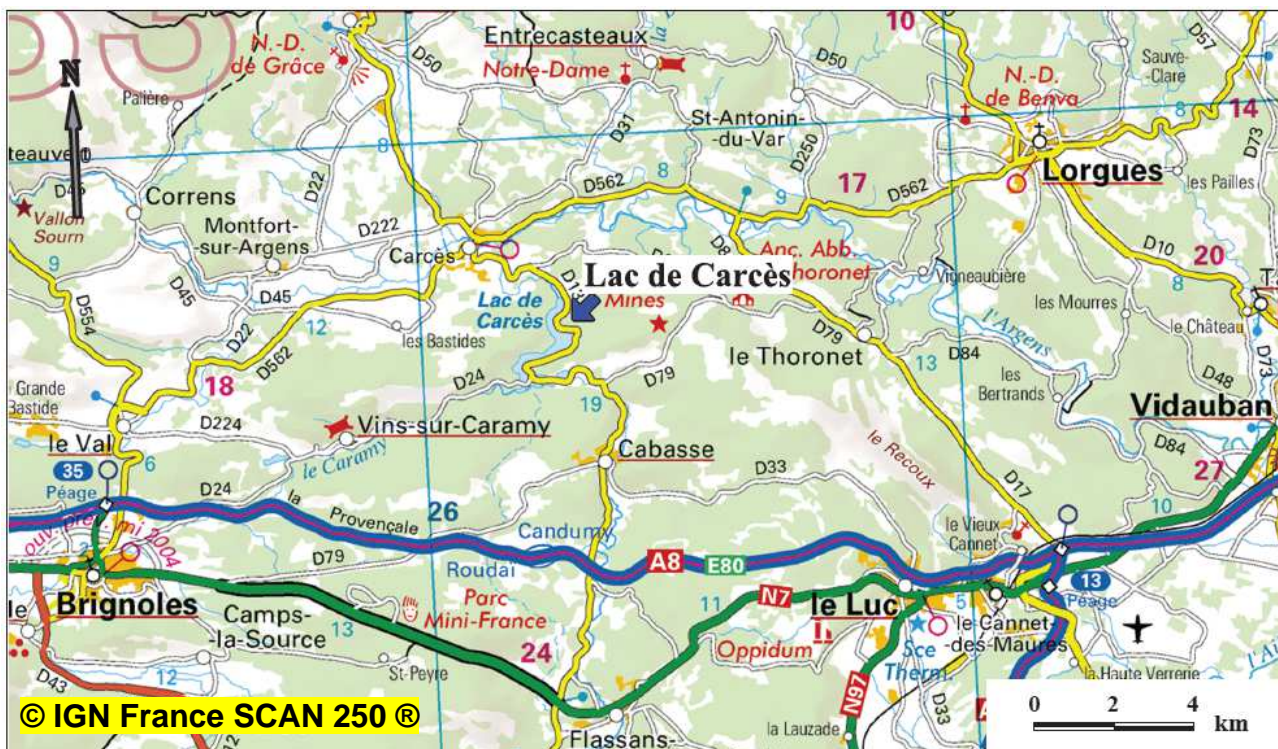 10
Entrecasteaux
N.-D.
de Grâce
Notre-Dame
D50
D50
D57
Sauve-
-Clare
N.-D.
de Benva
Palière
N
St-Antonin-
-du-Var
D31
D250
8
14
8
D22
D73
Correns
Lorgues
les Pailles
D562
8
17
D562
9
Vallon
Sourn
Montfort-
-sur-Argens
D222
Carcès
D10
20
8
9
D45
D45
Lac de Carcès
Anc. Abb.
Vigneaubière
les Mourres
le Château
D554
D22
12
Lac de
Carcès
Mines
les Bastides
D562
D79
le Thoronet
l'Argens
13
D84
les
Bertrands
D48
D73
18
D24
D79
19
Grande
Bastide
D224
Vins-sur-Caramy
Vidauban
le Val
le Caramy
Cabasse
le Recoux
D84
35
6
Péage
D24
la
Provençale
26
D33
D17
27
10
Candumy
le Vieux
Cannet
D79
Roudaï
A8
E80
13
Péage
2004
Brignoles
Parc
Mini-France
N7
11
le Luc
5
le Cannet-
-des-Maures
Camps-
-la-Source
13
24
Oppidum
Sce
Therm.
St-Peyre
la Haute Verrerie
D43
12
N97
D33
© IGN France SCAN 250 ®
Flassans-
la Lauzade
0 2 4
km